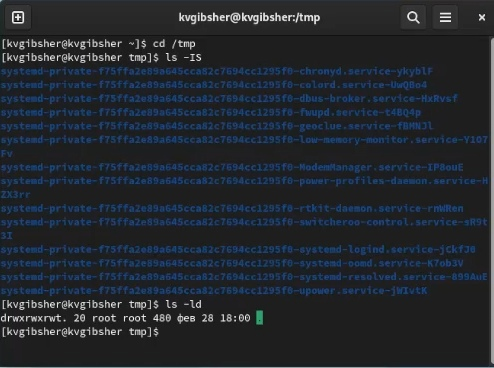 kvgibsher@kvgibsher:/tmp
[kvgibsher@kvgibsher ~]$ cd /tmp
[kvgibsher@kvgibsher tmp]$ ls -IS
systemd-private-f75ffa2e89a645cca82c7694cc1295f0-chronyd.service-ykyblF
systemd-private-f75ffa2e89a645cca82c7694cc1295f0-colord.service-UwQBo4
systemd-private-f75ffa2e89a645cca82c7694cc1295f0-dbus-broker.service-HxRvsf
systemd-private-f75ffa2e89a645cca82c7694cc1295f0-fwupd.service-t4BQ4p
systemd-private-f75ffa2e89a645cca82c7694cc1295f0-geoclue.service-fBMNJl
systemd-private-f75ffa2e89a645cca82c7694cc1295f0-low-memory-monitor.service-Y107
Fv
systemd-private-f75ffa2e89a645cca82c7694cc1295f0-ModemManager.service-IP8ouE
systemd-private-f75ffa2e89a645cca82c7694cc1295f0-power-profiles-daemon.service-H
ZX3rr
systemd-private-f75ffa2e89a645cca82c7694cc1295f0-rtkit-daemon.service-rnWRen
systemd-private-f75ffa2e89a645cca82c7694cc1295f0-switcheroo-control.service-sR9t
3I
systemd-private-f75ffa2e89a645cca82c7694cc1295f0-systemd-logind.service-jCkfJ0
systemd-private-f75ffa2e89a645cca82c7694cc1295f0-systemd-oomd.service-K7ob3V
systemd-private-f75ffa2e89a645cca82c7694cc1295f0-systemd-resolved.service-899AuE
systemd-private-f75ffa2e89a645cca82c7694cc1295f0-upower.service-jWIvtK
[kvgibsher@kvgibsher tmp]$ ls -ld
drwxrwxrwt. 20 root root 480 фев 28 18:00 .
[kvgibsher@kvgibsher tmp]$